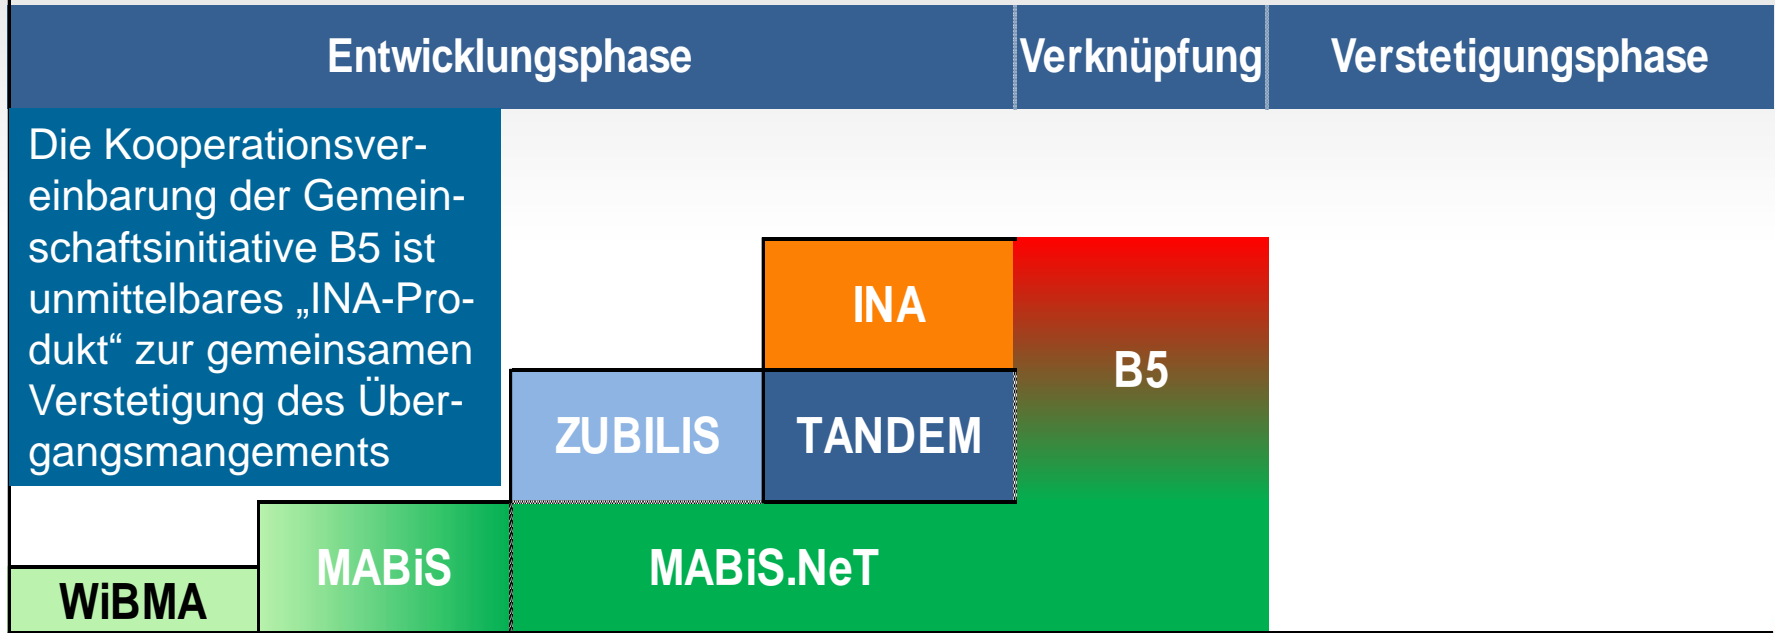 Entwicklungsphase
Verknüpfung
Verstetigungsphase
Die Kooperationsver-
einbarung der Gemein-
schaftsinitiative B5 ist
unmittelbares „INA-Pro-
dukt“ zur gemeinsamen
Verstetigung des Über-
gangsmangements
INA
B5
ZUBILIS
TANDEM
MABiS
MABiS.NeT
WiBMA